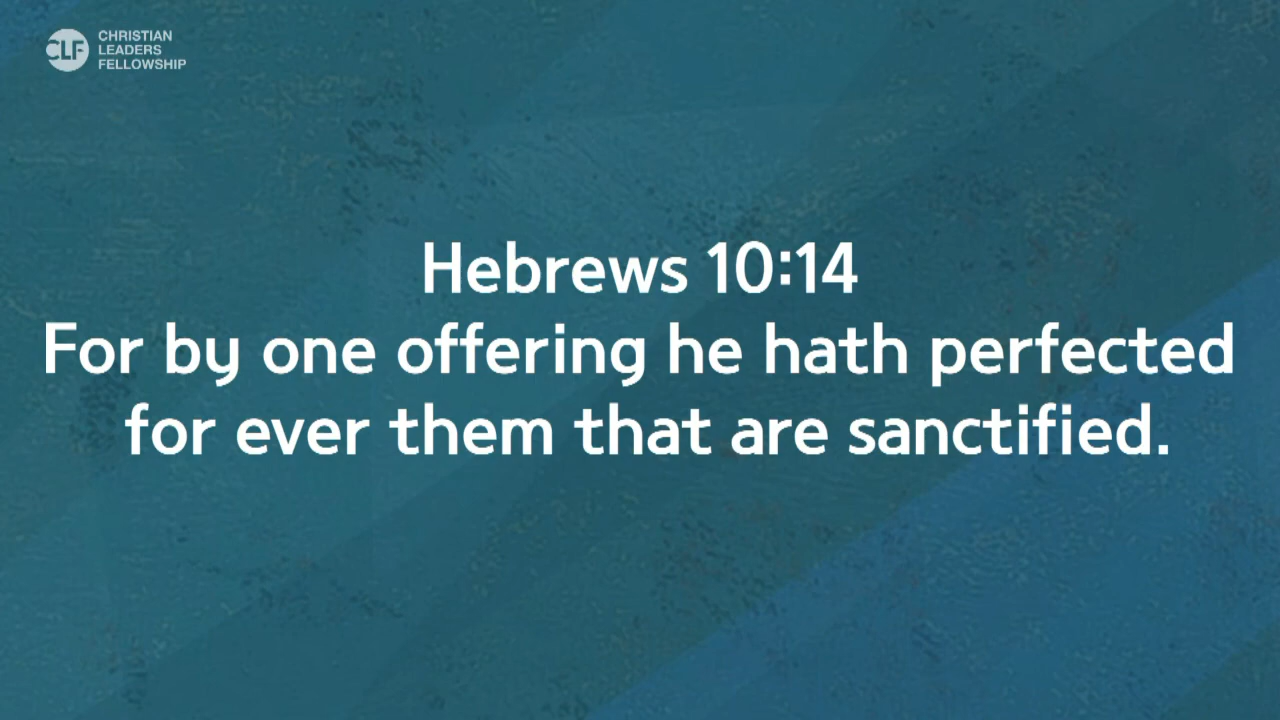 CLF
CHRISTIAN
LEADERS
FELLOWSHIP
Hebrews 10:14
For by one offering he hath perfected
for ever them that are sanctified.